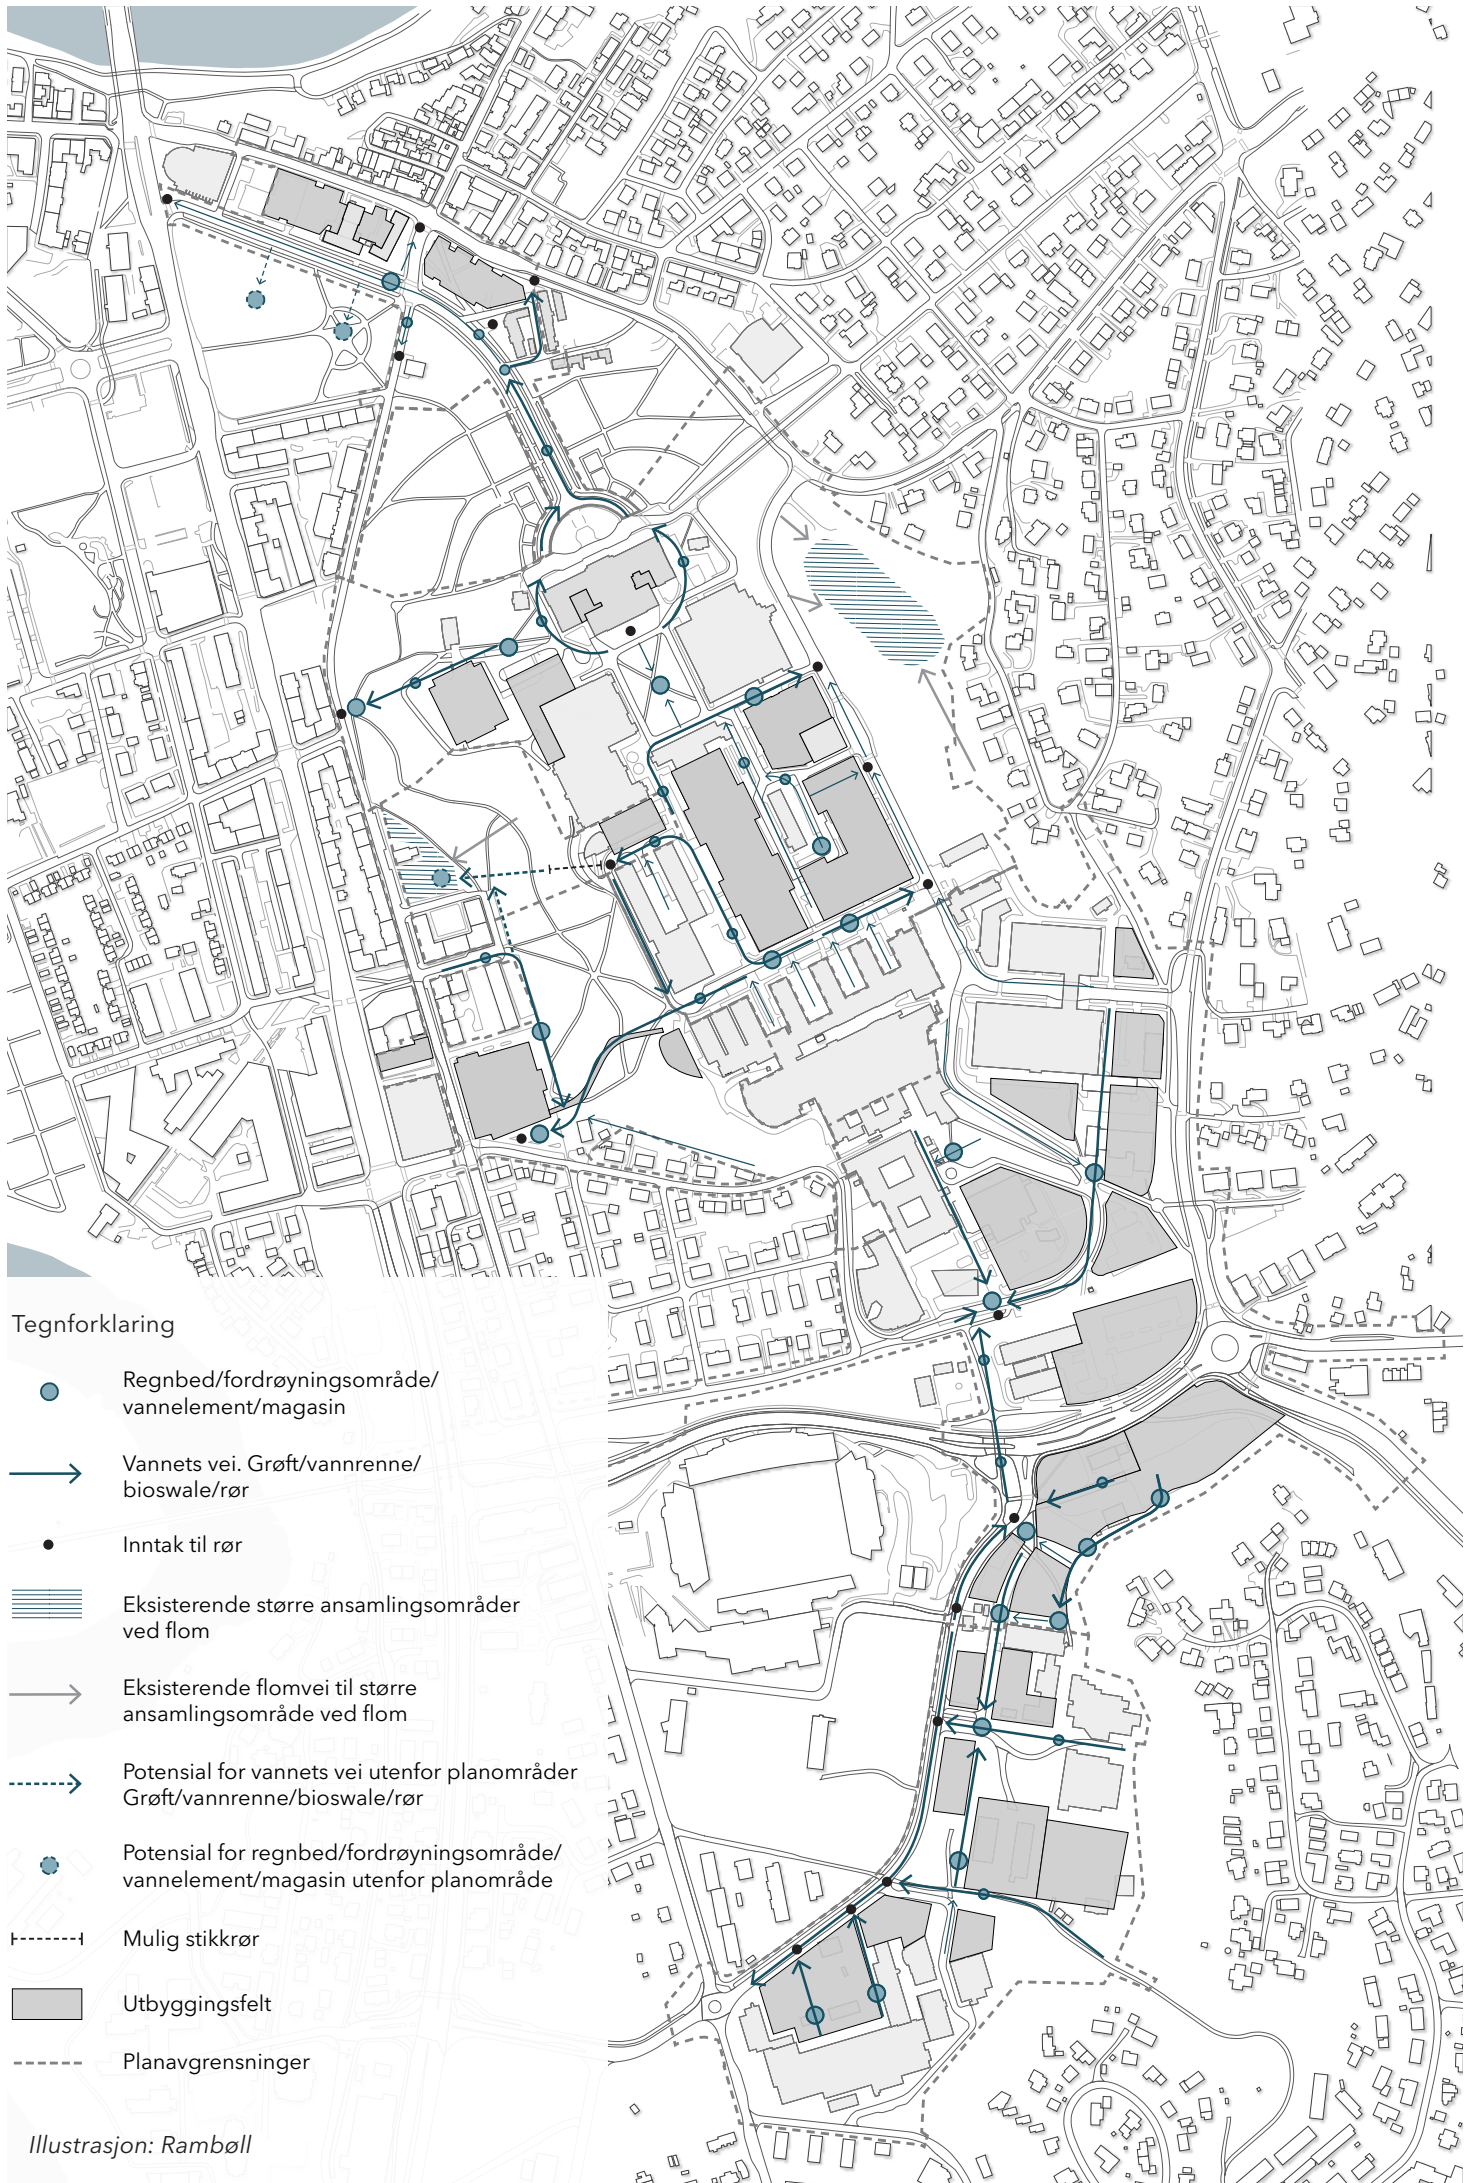 Tegnforklaring
Regnbed/fordrøyningsområde/
vannelement/magasin
Vannets vei. Grøft/vannrenne/
bioswale/rør
Inntak til rør
Eksisterende større ansamlingsområder
ved flom
Eksisterende flomvei til større
ansamlingsområde ved flom
Potensial for vannets vei utenfor planområder
Grøft/vannrenne/bioswale/rør
Potensial for regnbed/fordrøyningsområde/
vannelement/magasin utenfor planområde
Mulig stikkrør
Utbyggingsfelt
Planavgrensninger
Illustrasjon: Rambøll